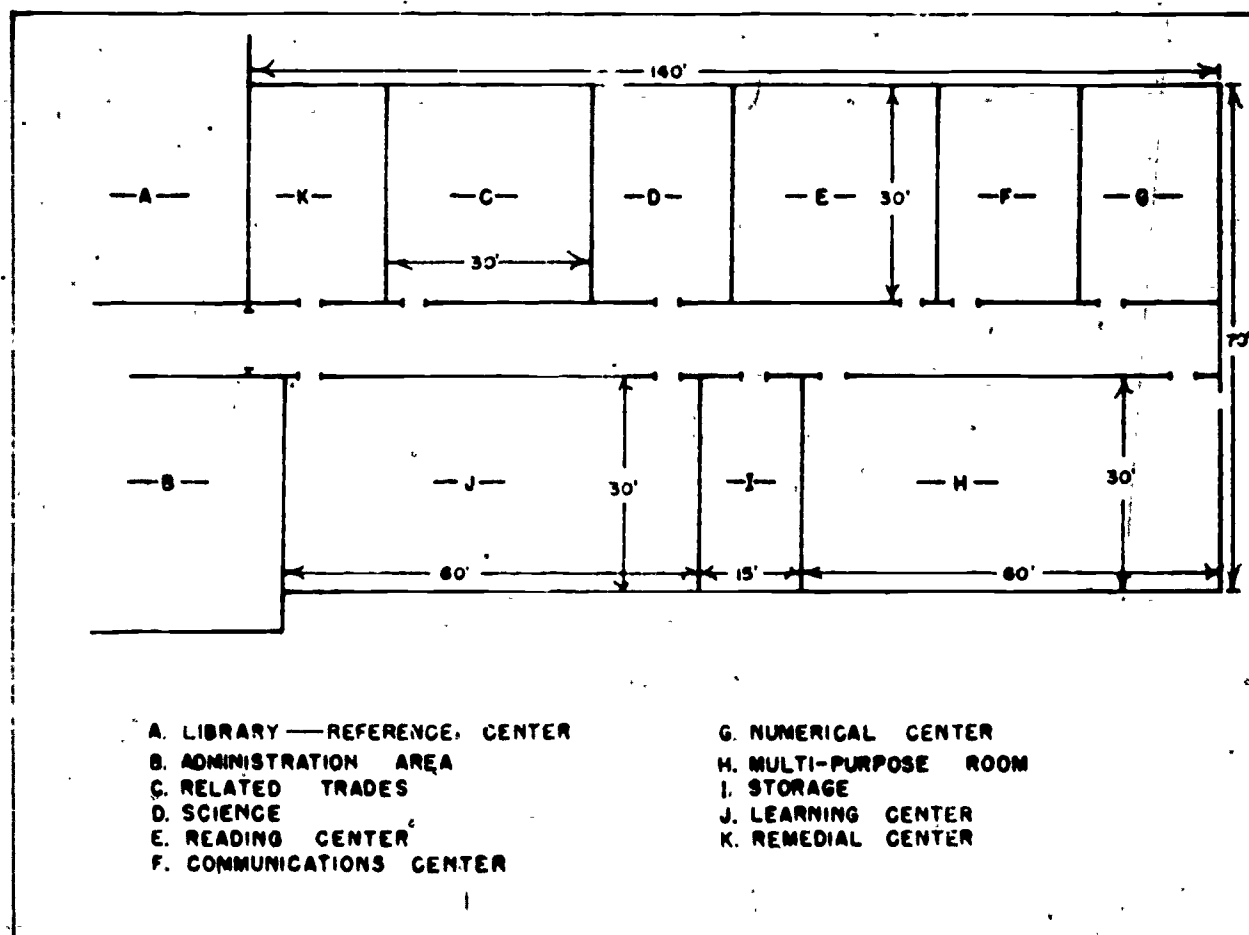 140'
—A— —K— —C— —D— —E— 30' —F— —G—
30'
70'
—B— —J— 30' —I— —H— 30'
60' 15' 60'
A. LIBRARY — REFERENCE CENTER
B. ADMINISTRATION AREA
C. RELATED TRADES
D. SCIENCE
E. READING CENTER
F. COMMUNICATIONS CENTER
G. NUMERICAL CENTER
H. MULTI-PURPOSE ROOM
I. STORAGE
J. LEARNING CENTER
K. REMEDIAL CENTER